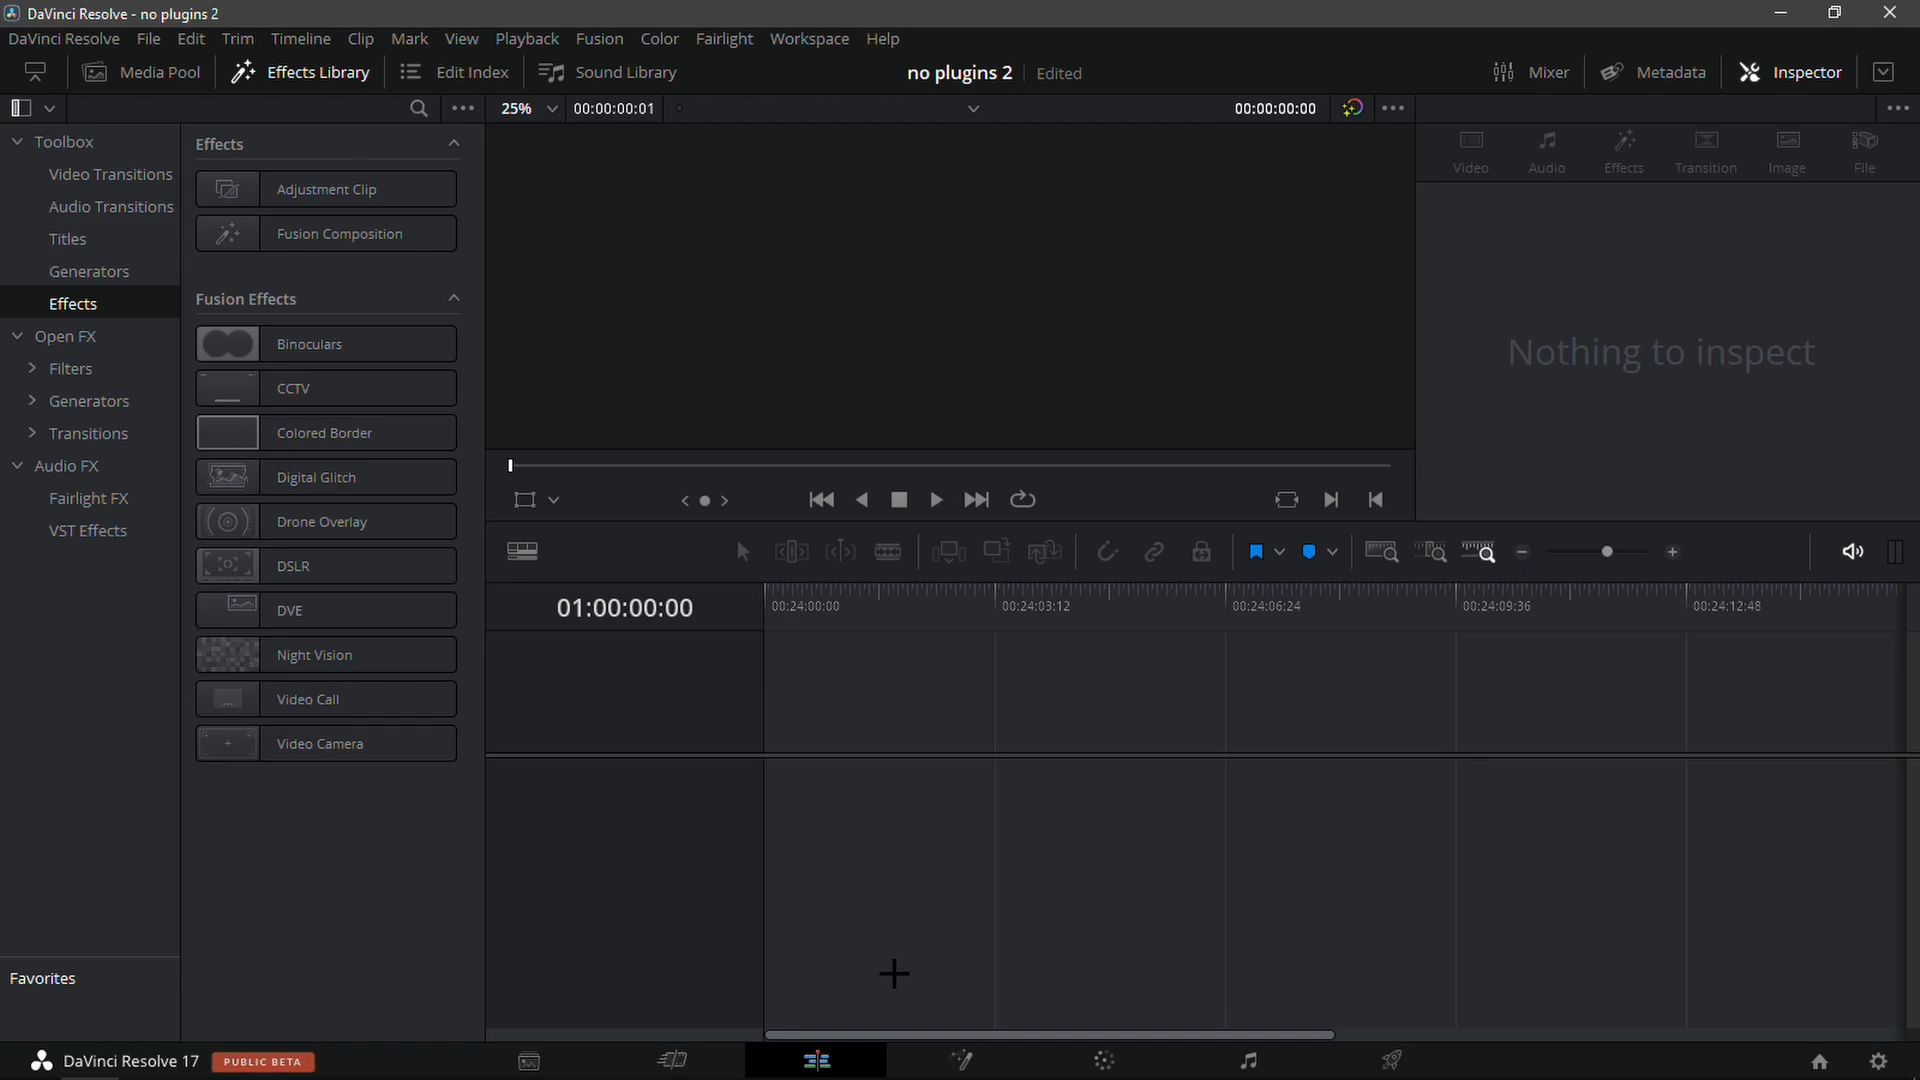 DaVinci Resolve - no plugins 2
DaVinci Resolve File Edit Trim Timeline Clip Mark View Playback Fusion Color Fairlight Workspace Help
Media Pool Effects Library Edit Index Sound Library no plugins 2 Edited Mixer Metadata Inspector
25% 00:00:00:01 00:00:00:00
Toolbox
Video Transitions
Audio Transitions
Titles
Generators
Effects
Open FX
Filters
Generators
Transitions
Audio FX
Fairlight FX
VST Effects
Favorites
Effects
Adjustment Clip
Fusion Composition
Fusion Effects
Binoculars
CCTV
Colored Border
Digital Glitch
Drone Overlay
DSLR
DVE
Night Vision
Video Call
Video Camera
Video Audio Effects Transition Image File
Nothing to inspect
01:00:00:00 00:24:00:00 00:24:03:12 00:24:06:24 00:24:09:36 00:24:12:48
DaVinci Resolve 17 PUBLIC BETA